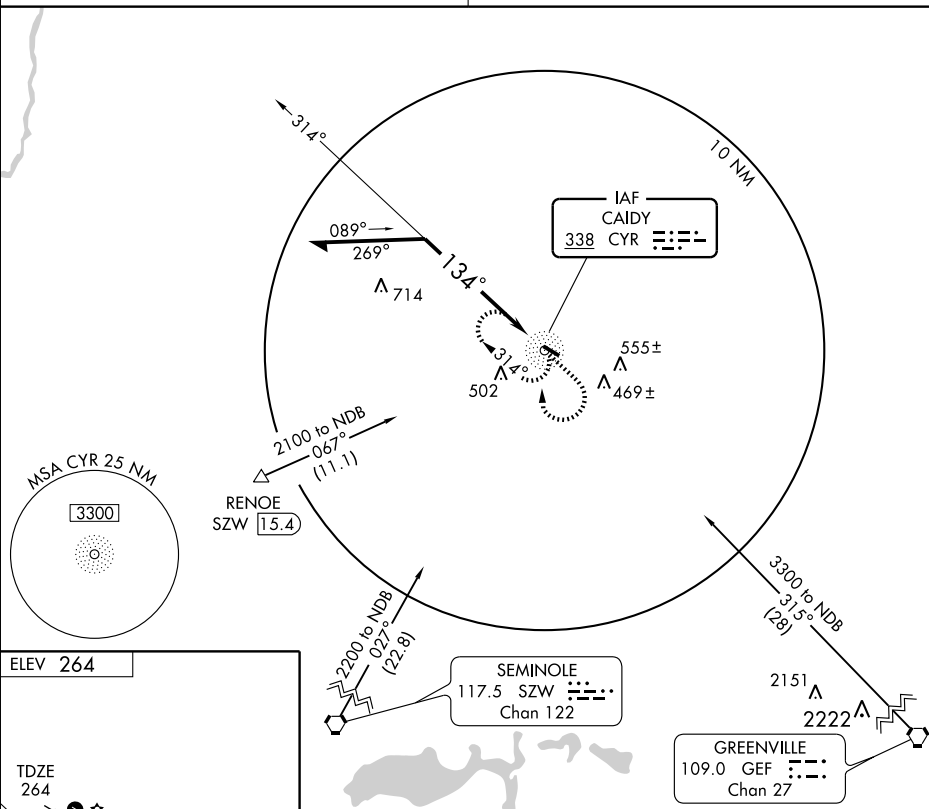 314°
10 NM
IAF
CAIDY
338 CYR
089°
269°
134°
714
314°
502
555±
469±
2100 to NDB
067°
(11.1)
RENOE
SZW 15.4
MSA CYR 25 NM
3300
2200 to NDB
027°
(22.8)
3300 to NDB
315°
(28)
SEMINOLE
117.5 SZW
Chan 122
2151
2222
GREENVILLE
109.0 GEF
Chan 27
ELEV 264
TDZE
264